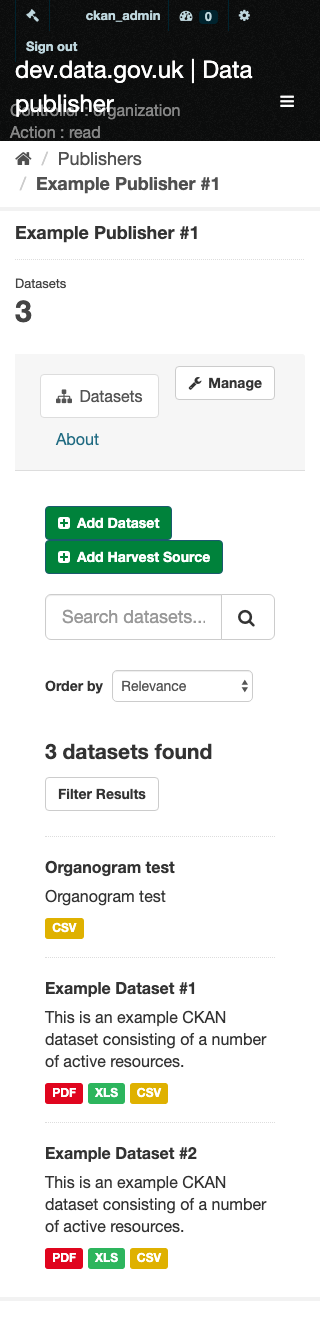 ckan_admin 0
Sign out
dev.data.gov.uk | Data
publisher
Controller : organization
Action : read
/ Publishers
/ Example Publisher #1
Example Publisher #1
Datasets
3
Datasets
Manage
About
Add Dataset
Add Harvest Source
Search datasets...
Order by Relevance
3 datasets found
Filter Results
Organogram test
Organogram test
CSV
Example Dataset #1
This is an example CKAN
dataset consisting of a number
of active resources.
PDF XLS CSV
Example Dataset #2
This is an example CKAN
dataset consisting of a number
of active resources.
PDF XLS CSV